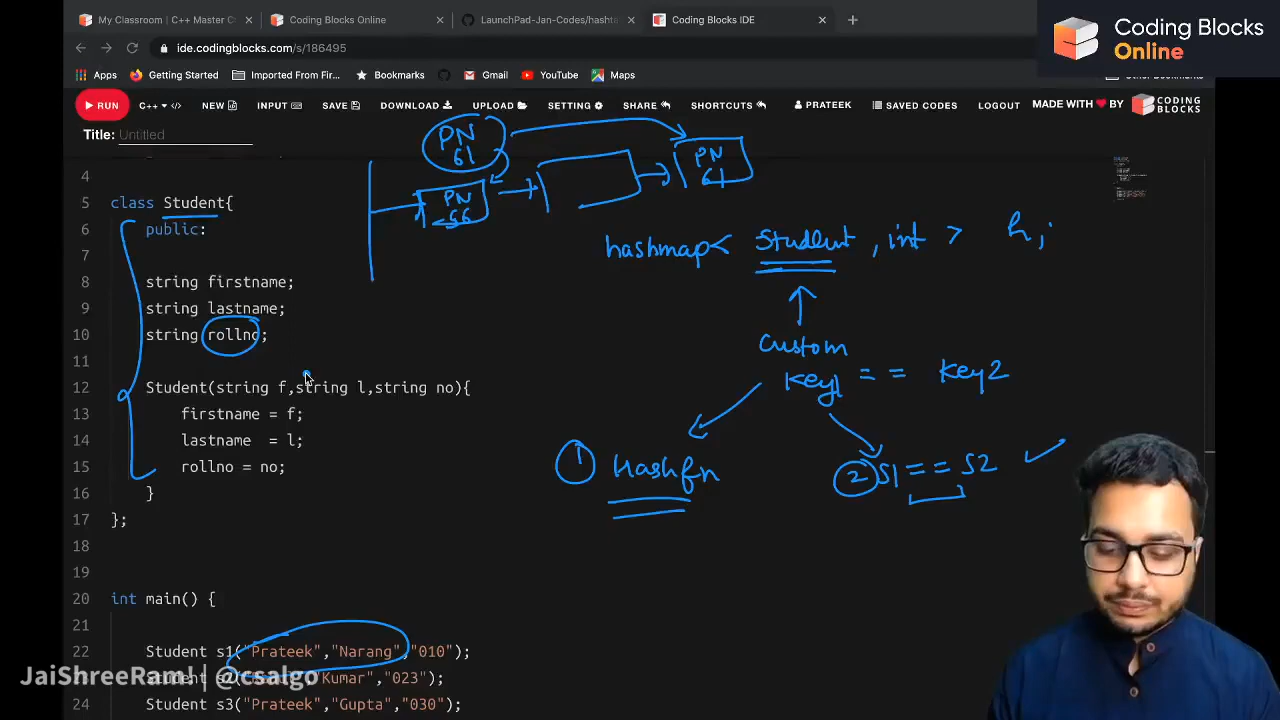 My Classroom | C++ Master C
Coding Blocks Online
LaunchPad-Jan-Codes/hashta
Coding Blocks IDE
Coding Blocks
Online
ide.codingblocks.com/s/186495
Apps
Getting Started
Imported From Fir...
Bookmarks
Gmail
YouTube
Maps
RUN
C++
NEW
INPUT
SAVE
DOWNLOAD
UPLOAD
SETTING
SHARE
SHORTCUTS
PRATEEK
SAVED CODES
LOGOUT
MADE WITH BY
CODING
BLOCKS
Title: Untitled
PN
61
PN
61
PN
56
4
5 class Student{
6 public:
7
8 string firstname;
9 string lastname;
10 string rollno;
11
12 Student(string f,string l,string no){
13 firstname = f;
14 lastname = l;
15 rollno = no;
16 }
17 };
18
19
20 int main() {
21
22 Student s1("Prateek","Narang","010");
"Kumar","023");
24 Student s3("Prateek","Gupta","030");
hashmap< Student , int > h;
Custom
Key1 == Key2
1 hashfn
2 S1 == S2
JaiShreeRam! | @csalgo